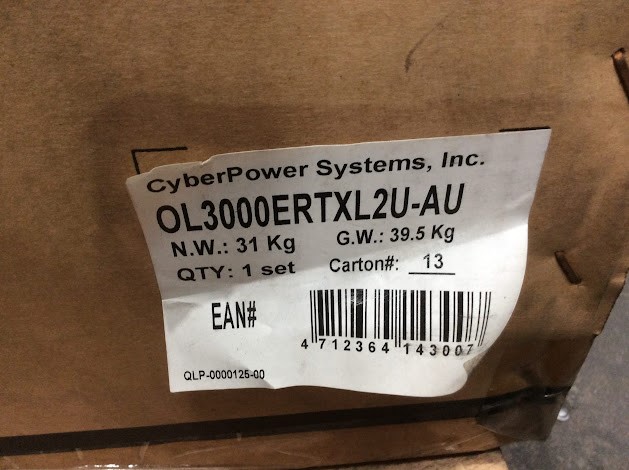 CyberPower Systems, Inc.
OL3000ERTXL2U-AU
N.W.: 31 Kg G.W.: 39.5 Kg
QTY: 1 set Carton#: 13
EAN#
4 712364 143007
QLP-0000125-00